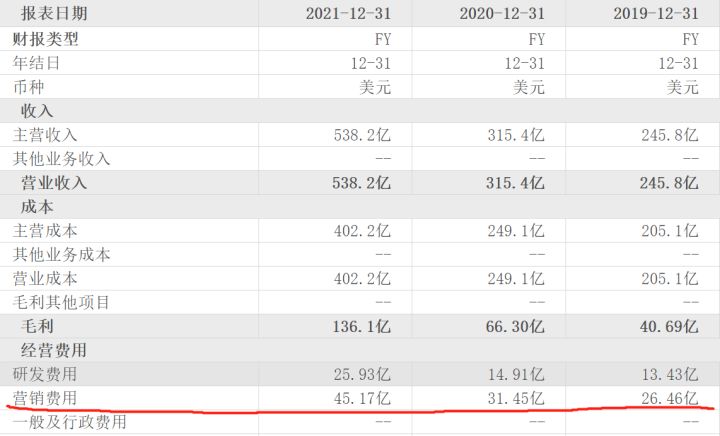 报表日期 2021-12-31 2020-12-31 2019-12-31
财报类型 FY FY FY
年结日 12-31 12-31 12-31
币种 美元 美元 美元
收入
主营收入 538.2亿 315.4亿 245.8亿
其他业务收入 -- -- --
营业收入 538.2亿 315.4亿 245.8亿
成本
主营成本 402.2亿 249.1亿 205.1亿
其他业务成本 -- -- --
营业成本 402.2亿 249.1亿 205.1亿
毛利其他项目 -- -- --
毛利 136.1亿 66.30亿 40.69亿
经营费用
研发费用 25.93亿 14.91亿 13.43亿
营销费用 45.17亿 31.45亿 26.46亿
一般及行政费用 -- -- --